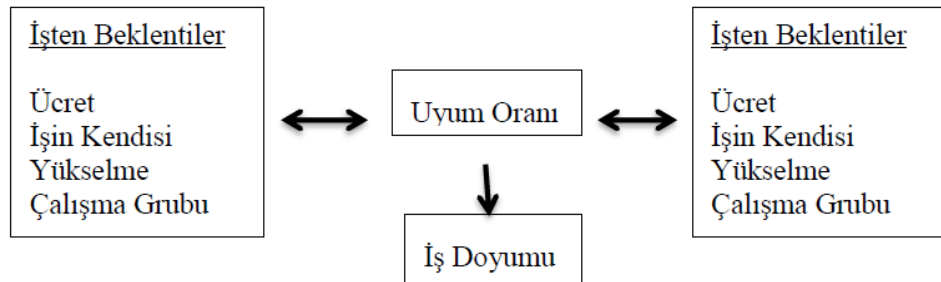 İşten Beklentiler
Ücret
İşin Kendisi
Yükselme
Çalışma Grubu
Uyum Oranı
İş Doyumu
İşten Beklentiler
Ücret
İşin Kendisi
Yükselme
Çalışma Grubu